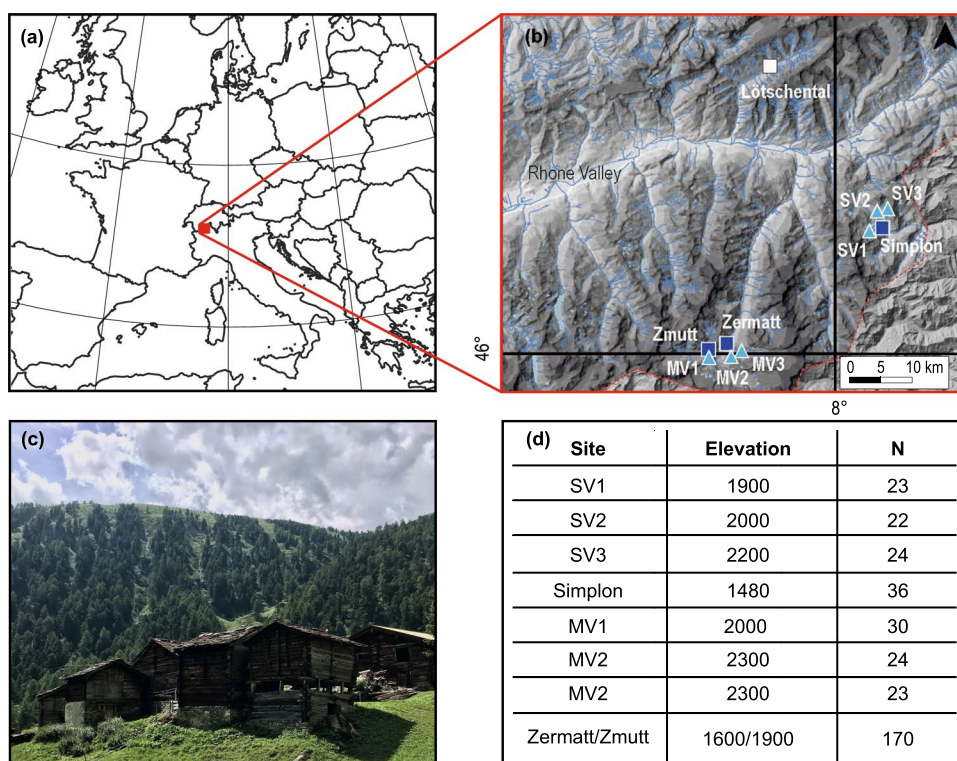 (a)
(b)
Lötschental
Rhone Valley
SV2 SV3
SV1 Simplon
Zmutt Zermatt
MV1 MV2 MV3
46°
0 5 10 km
8°
(c)
(d) Site Elevation N
SV1 1900 23
SV2 2000 22
SV3 2200 24
Simplon 1480 36
MV1 2000 30
MV2 2300 24
MV2 2300 23
Zermatt/Zmutt 1600/1900 170